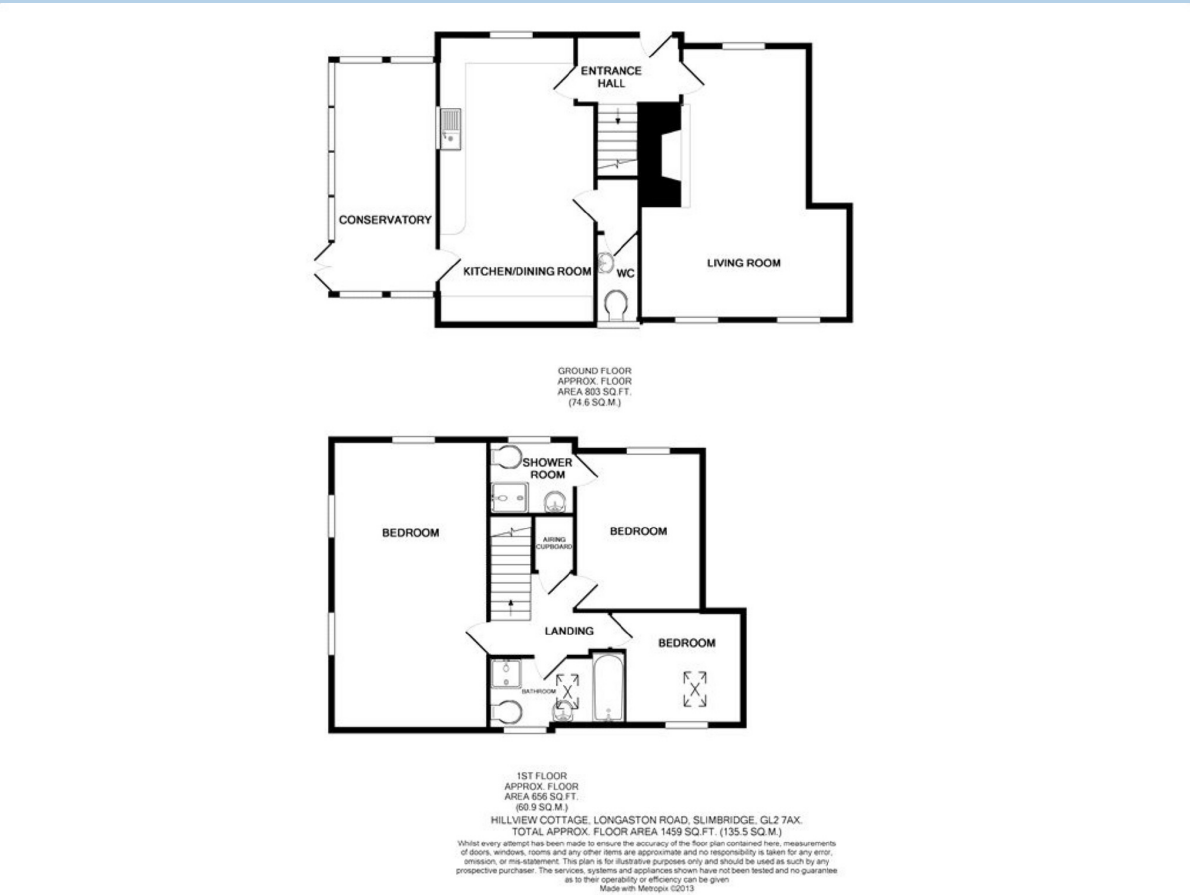 ENTRANCE
HALL
CONSERVATORY
KITCHEN/DINING ROOM
WC
LIVING ROOM
GROUND FLOOR
APPROX. FLOOR
AREA 803 SQ.FT.
(74.6 SQ.M.)
SHOWER
ROOM
BEDROOM
BEDROOM
AIRING
CUPBOARD
LANDING
BEDROOM
BATHROOM
1ST FLOOR
APPROX. FLOOR
AREA 656 SQ.FT.
(60.9 SQ.M.)
HILLVIEW COTTAGE, LONGASTON ROAD, SLIMBRIDGE, GL2 7AX.
TOTAL APPROX. FLOOR AREA 1459 SQ.FT. (135.5 SQ.M.)
Whilst every attempt has been made to ensure the accuracy of the floor plan contained here, measurements
of doors, windows, rooms and any other items are approximate and no responsibility is taken for any error,
omission, or mis-statement. This plan is for illustrative purposes only and should be used as such by any
prospective purchaser. The services, systems and appliances shown have not been tested and no guarantee
as to their operability or efficiency can be given
Made with Metropix ©2013